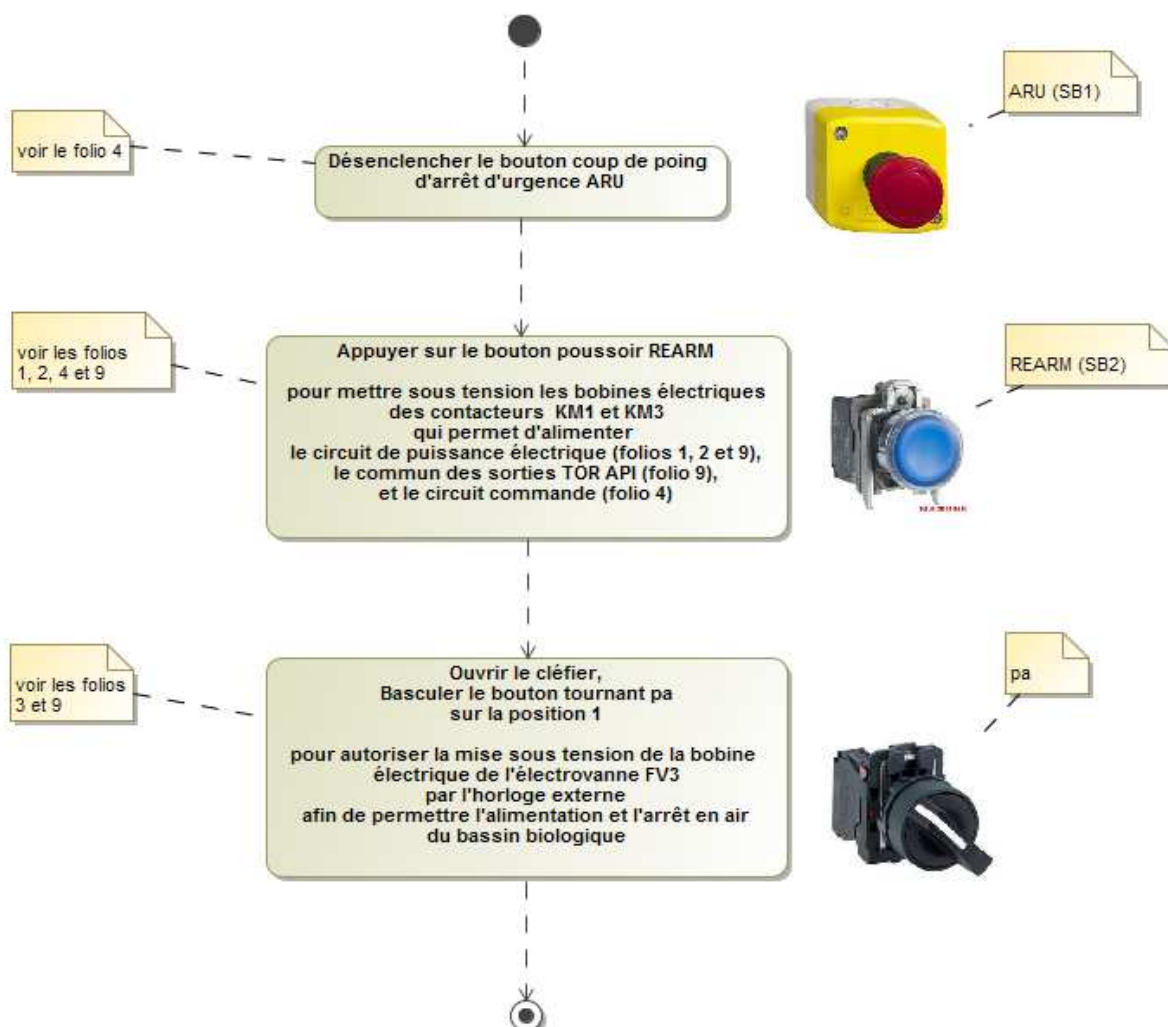 ARU (SB1)
voir le folio 4
Désenclencher le bouton coup de poing
d'arrêt d'urgence ARU
voir les folios
1, 2, 4 et 9
Appuyer sur le bouton poussoir REARM
pour mettre sous tension les bobines électriques
des contacteurs KM1 et KM3
qui permet d'alimenter
le circuit de puissance électrique (folios 1, 2 et 9),
le commun des sorties TOR API (folio 9),
et le circuit commande (folio 4)
REARM (SB2)
voir les folios
3 et 9
Ouvrir le cléfier,
Basculer le bouton tournant pa
sur la position 1
pour autoriser la mise sous tension de la bobine
électrique de l'électrovanne FV3
par l'horloge externe
afin de permettre l'alimentation et l'arrêt en air
du bassin biologique
pa